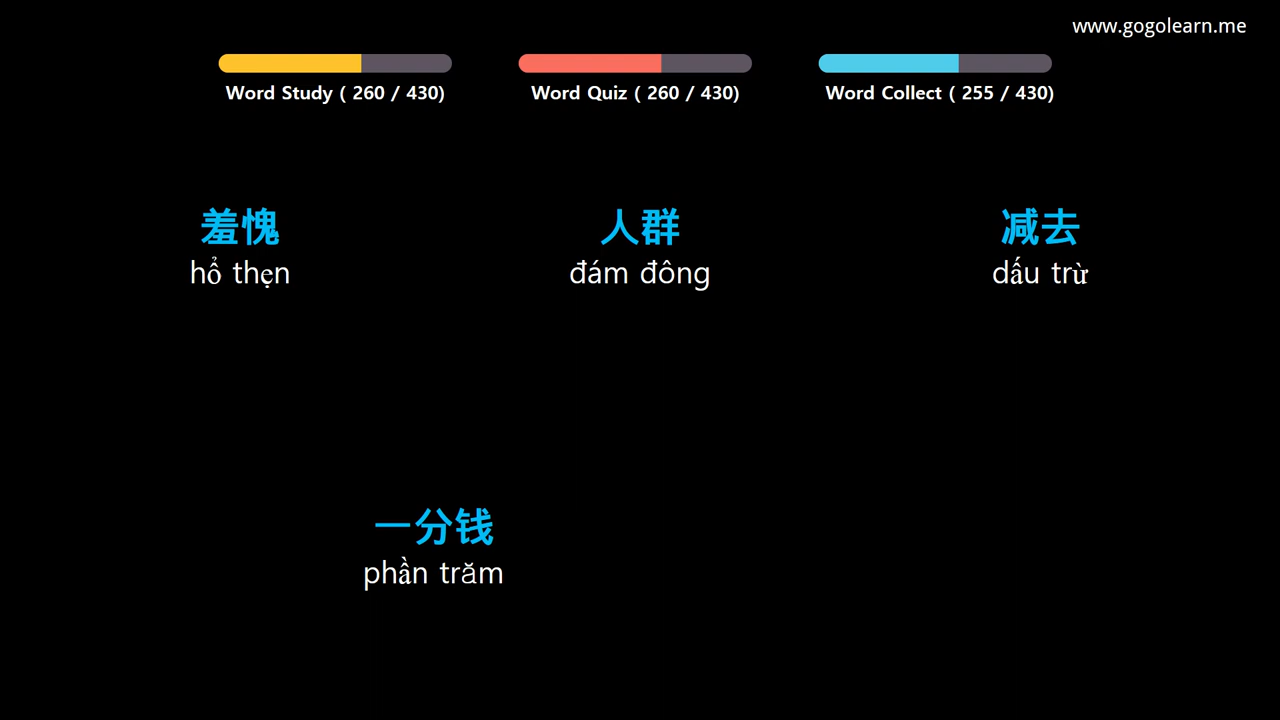 www.gogolearn.me
Word Study ( 260 / 430)
Word Quiz ( 260 / 430)
Word Collect ( 255 / 430)
羞愧
hổ thẹn
人群
đám đông
减去
dấu trừ
一分钱
phần trăm